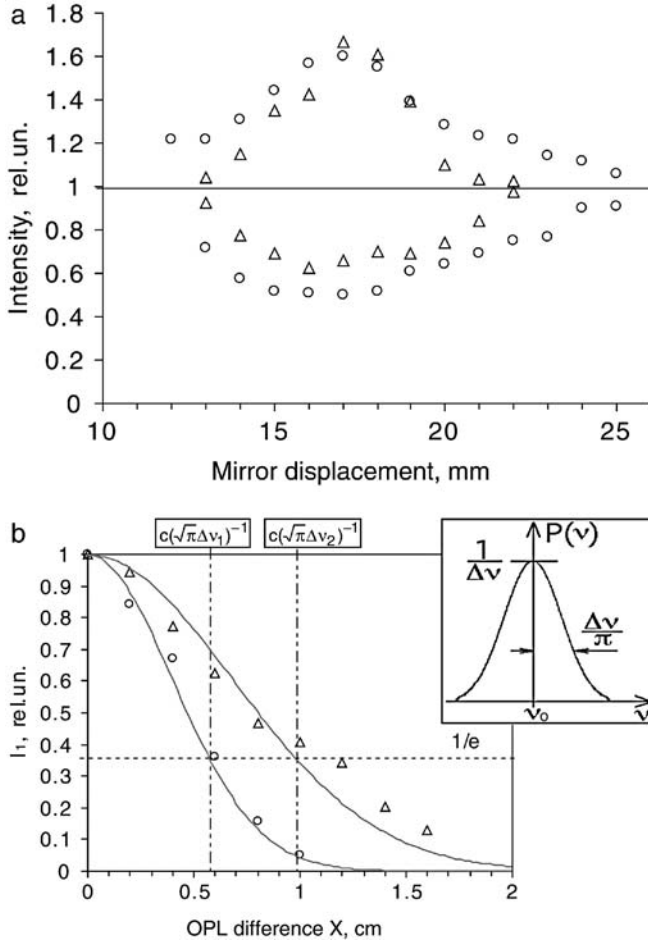 a
1.8
1.6
1.4
1.2
1
0.8
0.6
0.4
0.2
0
Intensity, rel.un.
10 15 20 25
Mirror displacement, mm
b
c(√πΔν₁)⁻¹ c(√πΔν₂)⁻¹
1
0.9
0.8
0.7
0.6
0.5
0.4
0.3
0.2
0.1
0
I₁, rel.un.
1/e
0 0.5 1 1.5 2
OPL difference X, cm
P(ν)
1/Δν
Δν/π
ν₀ ν